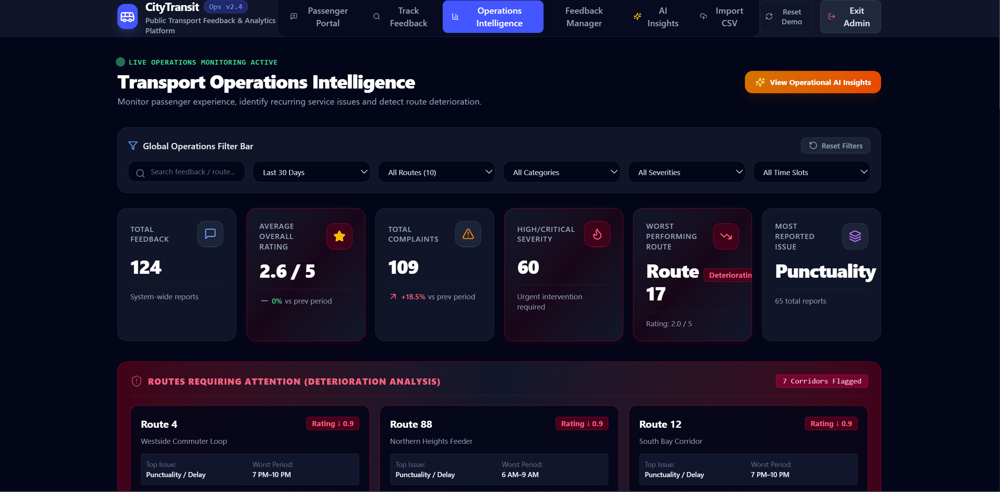 CityTransit Ops v2.4
Public Transport Feedback & Analytics
Platform
Passenger
Portal
Track
Feedback
Operations
Intelligence
Feedback
Manager
AI
Insights
Import
CSV
Reset
Demo
Exit
Admin
LIVE OPERATIONS MONITORING ACTIVE
Transport Operations Intelligence
Monitor passenger experience, identify recurring service issues and detect route deterioration.
View Operational AI Insights
Global Operations Filter Bar
Reset Filters
Search feedback / route...
Last 30 Days
All Routes (10)
All Categories
All Severities
All Time Slots
TOTAL
FEEDBACK
124
System-wide reports
AVERAGE
OVERALL
RATING
2.6 / 5
— 0% vs prev period
TOTAL
COMPLAINTS
109
+18.5% vs prev period
HIGH/CRITICAL
SEVERITY
60
Urgent intervention
required
WORST
PERFORMING
ROUTE
Route
17
Deterioratin
Rating: 2.0 / 5
MOST
REPORTED
ISSUE
Punctuality
65 total reports
ROUTES REQUIRING ATTENTION (DETERIORATION ANALYSIS)
7 Corridors Flagged
Route 4
Rating ↓ 0.9
Westside Commuter Loop
Top Issue:
Punctuality / Delay
Worst Period:
7 PM–10 PM
Route 88
Rating ↓ 0.9
Northern Heights Feeder
Top Issue:
Punctuality / Delay
Worst Period:
6 AM–9 AM
Route 12
Rating ↓ 0.9
South Bay Corridor
Top Issue:
Punctuality / Delay
Worst Period:
7 PM–10 PM